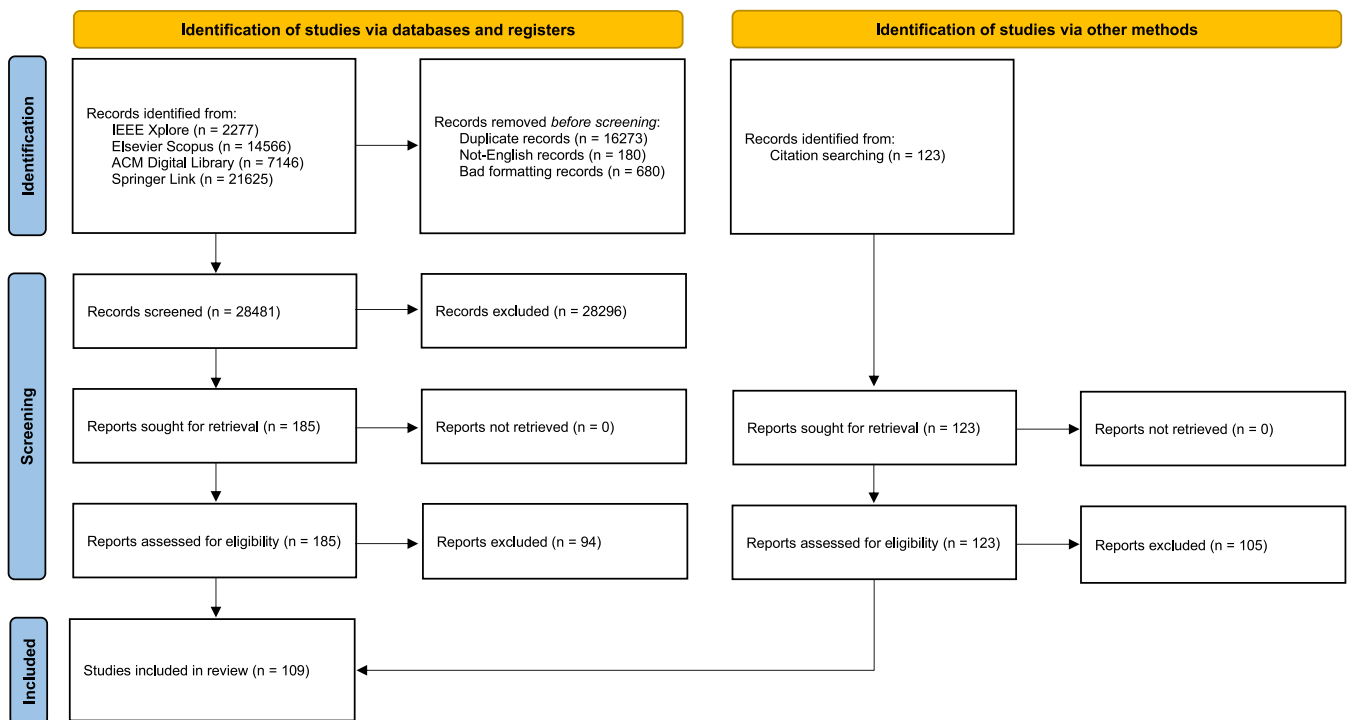 Identification of studies via databases and registers
Identification of studies via other methods
Identification
Records identified from:
IEEE Xplore (n = 2277)
Elsevier Scopus (n = 14566)
ACM Digital Library (n = 7146)
Springer Link (n = 21625)
Records removed before screening:
Duplicate records (n = 16273)
Not-English records (n = 180)
Bad formatting records (n = 680)
Records identified from:
Citation searching (n = 123)
Screening
Records screened (n = 28481)
Records excluded (n = 28296)
Reports sought for retrieval (n = 185)
Reports not retrieved (n = 0)
Reports sought for retrieval (n = 123)
Reports not retrieved (n = 0)
Reports assessed for eligibility (n = 185)
Reports excluded (n = 94)
Reports assessed for eligibility (n = 123)
Reports excluded (n = 105)
Included
Studies included in review (n = 109)